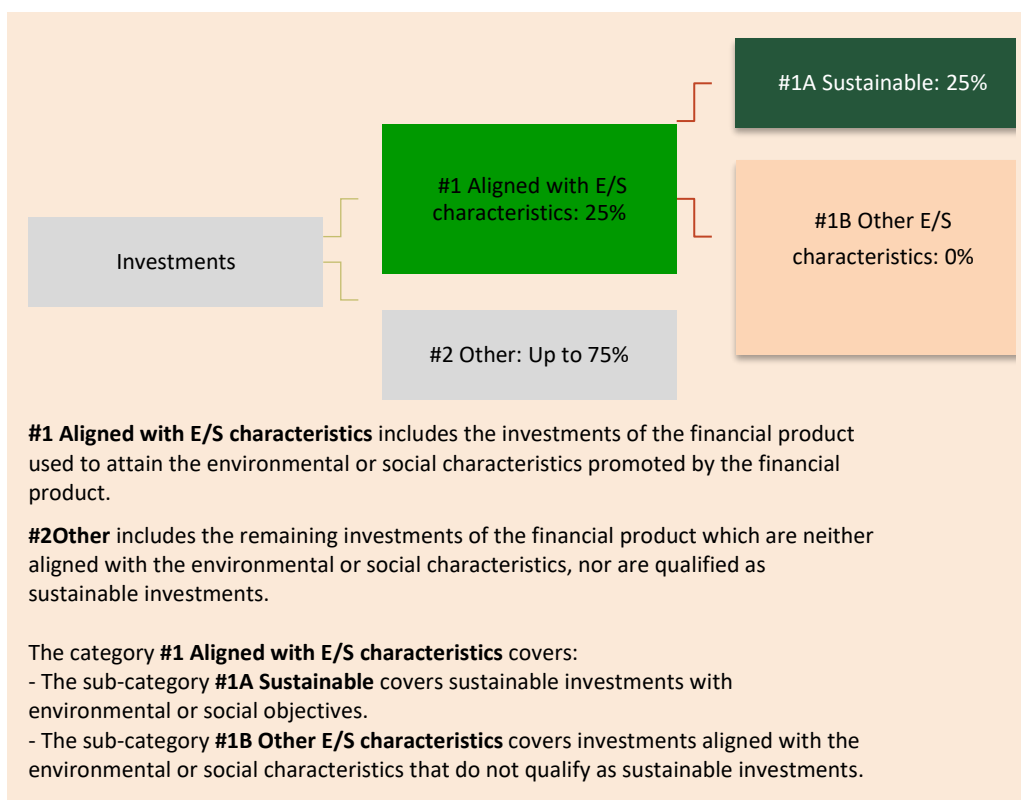 #1A Sustainable: 25%
#1 Aligned with E/S
characteristics: 25%
#1B Other E/S
characteristics: 0%
Investments
#2 Other: Up to 75%
#1 Aligned with E/S characteristics includes the investments of the financial product
used to attain the environmental or social characteristics promoted by the financial
product.
#2Other includes the remaining investments of the financial product which are neither
aligned with the environmental or social characteristics, nor are qualified as
sustainable investments.
The category #1 Aligned with E/S characteristics covers:
- The sub-category #1A Sustainable covers sustainable investments with
environmental or social objectives.
- The sub-category #1B Other E/S characteristics covers investments aligned with the
environmental or social characteristics that do not qualify as sustainable investments.